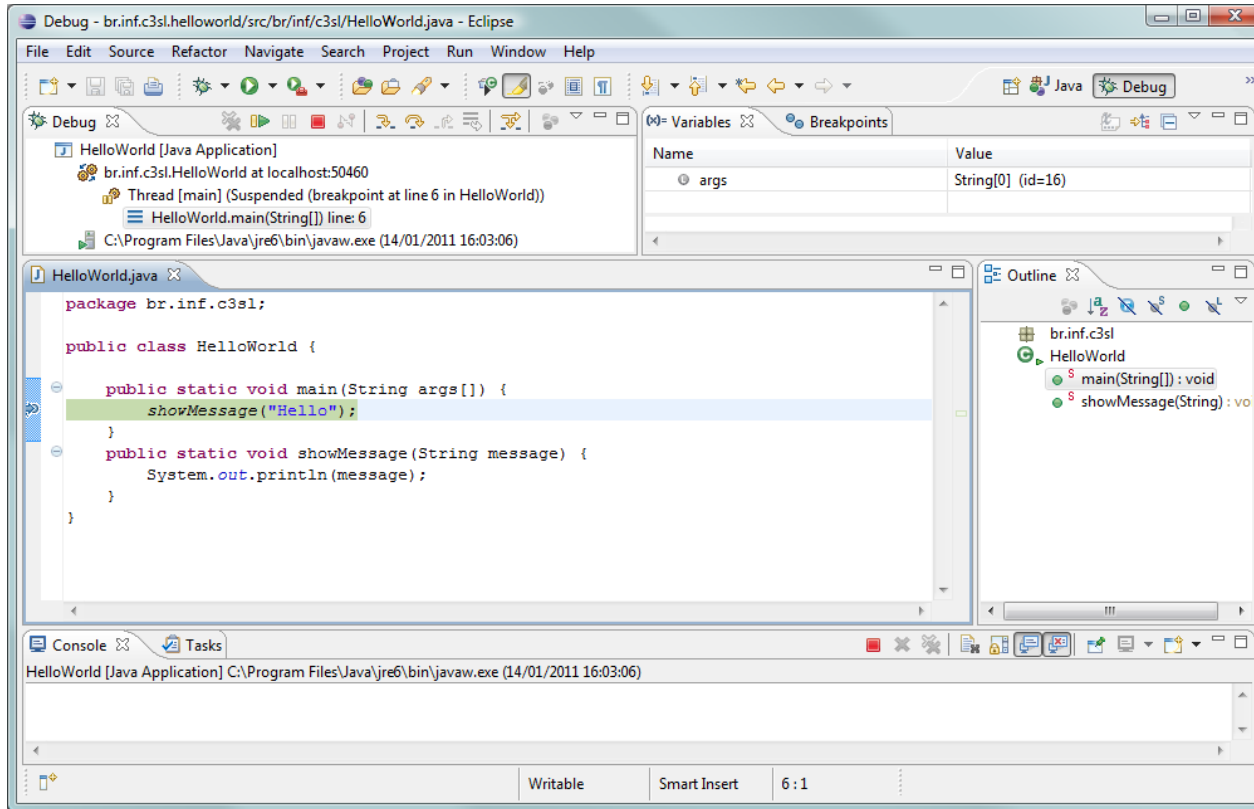 Debug - br.inf.c3sl.helloworld/src/br/inf/c3sl/HelloWorld.java - Eclipse
File Edit Source Refactor Navigate Search Project Run Window Help
Java Debug
Debug
HelloWorld [Java Application]
br.inf.c3sl.HelloWorld at localhost:50460
Thread [main] (Suspended (breakpoint at line 6 in HelloWorld))
HelloWorld.main(String[]) line: 6
C:\Program Files\Java\jre6\bin\javaw.exe (14/01/2011 16:03:06)
(x)= Variables Breakpoints
Name Value
args String[0] (id=16)
HelloWorld.java
package br.inf.c3sl;
public class HelloWorld {
public static void main(String args[]) {
showMessage("Hello");
}
public static void showMessage(String message) {
System.out.println(message);
}
}
Outline
br.inf.c3sl
HelloWorld
main(String[]) : void
showMessage(String) : vo
Console Tasks
HelloWorld [Java Application] C:\Program Files\Java\jre6\bin\javaw.exe (14/01/2011 16:03:06)
Writable Smart Insert 6 : 1